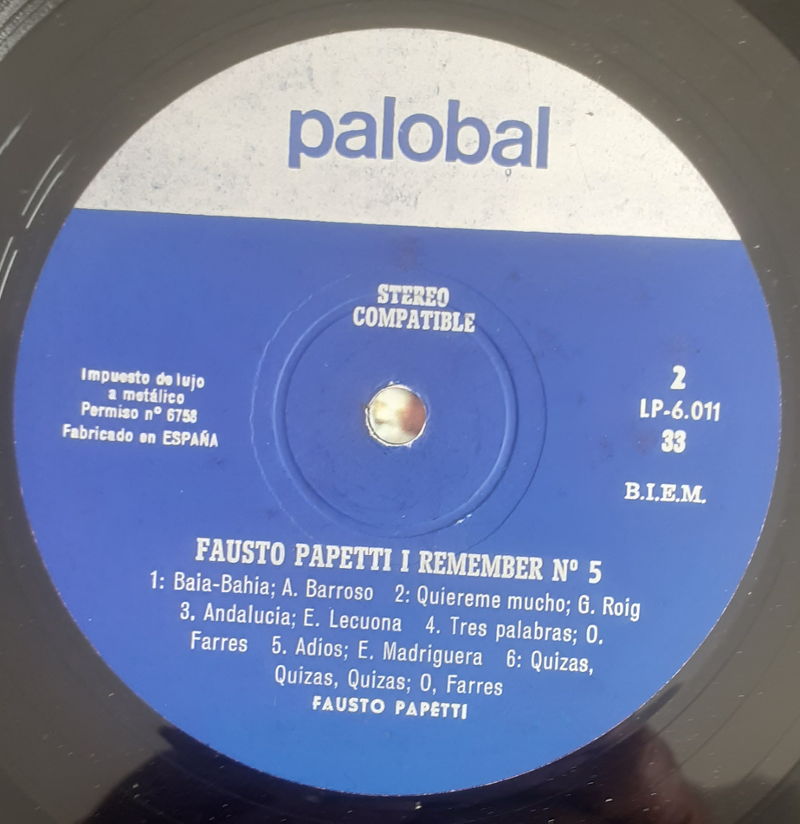 palobal
STEREO
COMPATIBLE
Impuesto de lujo
a metálico
Permiso nº 6758
Fabricado en ESPAÑA
2
LP-6.011
33
B.I.E.M.
FAUSTO PAPETTI I REMEMBER Nº 5
1: Baia-Bahia; A. Barroso 2: Quiereme mucho; G. Roig
3. Andalucia; E. Lecuona 4. Tres palabras; O.
Farres 5. Adios; E. Madriguera 6: Quizas,
Quizas, Quizas; O, Farres
FAUSTO PAPETTI